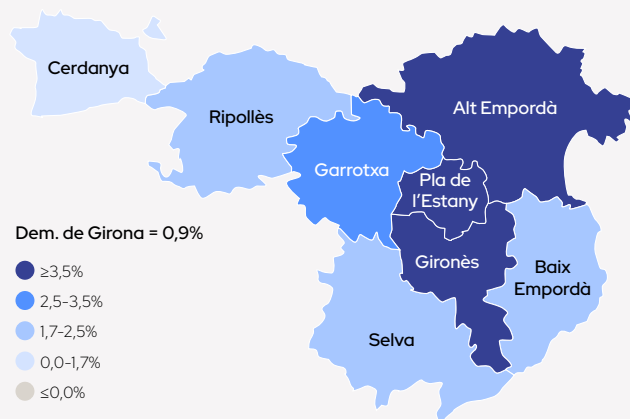 Cerdanya
Ripollès
Alt Empordà
Garrotxa
Pla de
l'Estany
Gironès
Baix
Empordà
Selva
Dem. de Girona = 0,9%
≥3,5%
2,5-3,5%
1,7-2,5%
0,0-1,7%
≤0,0%